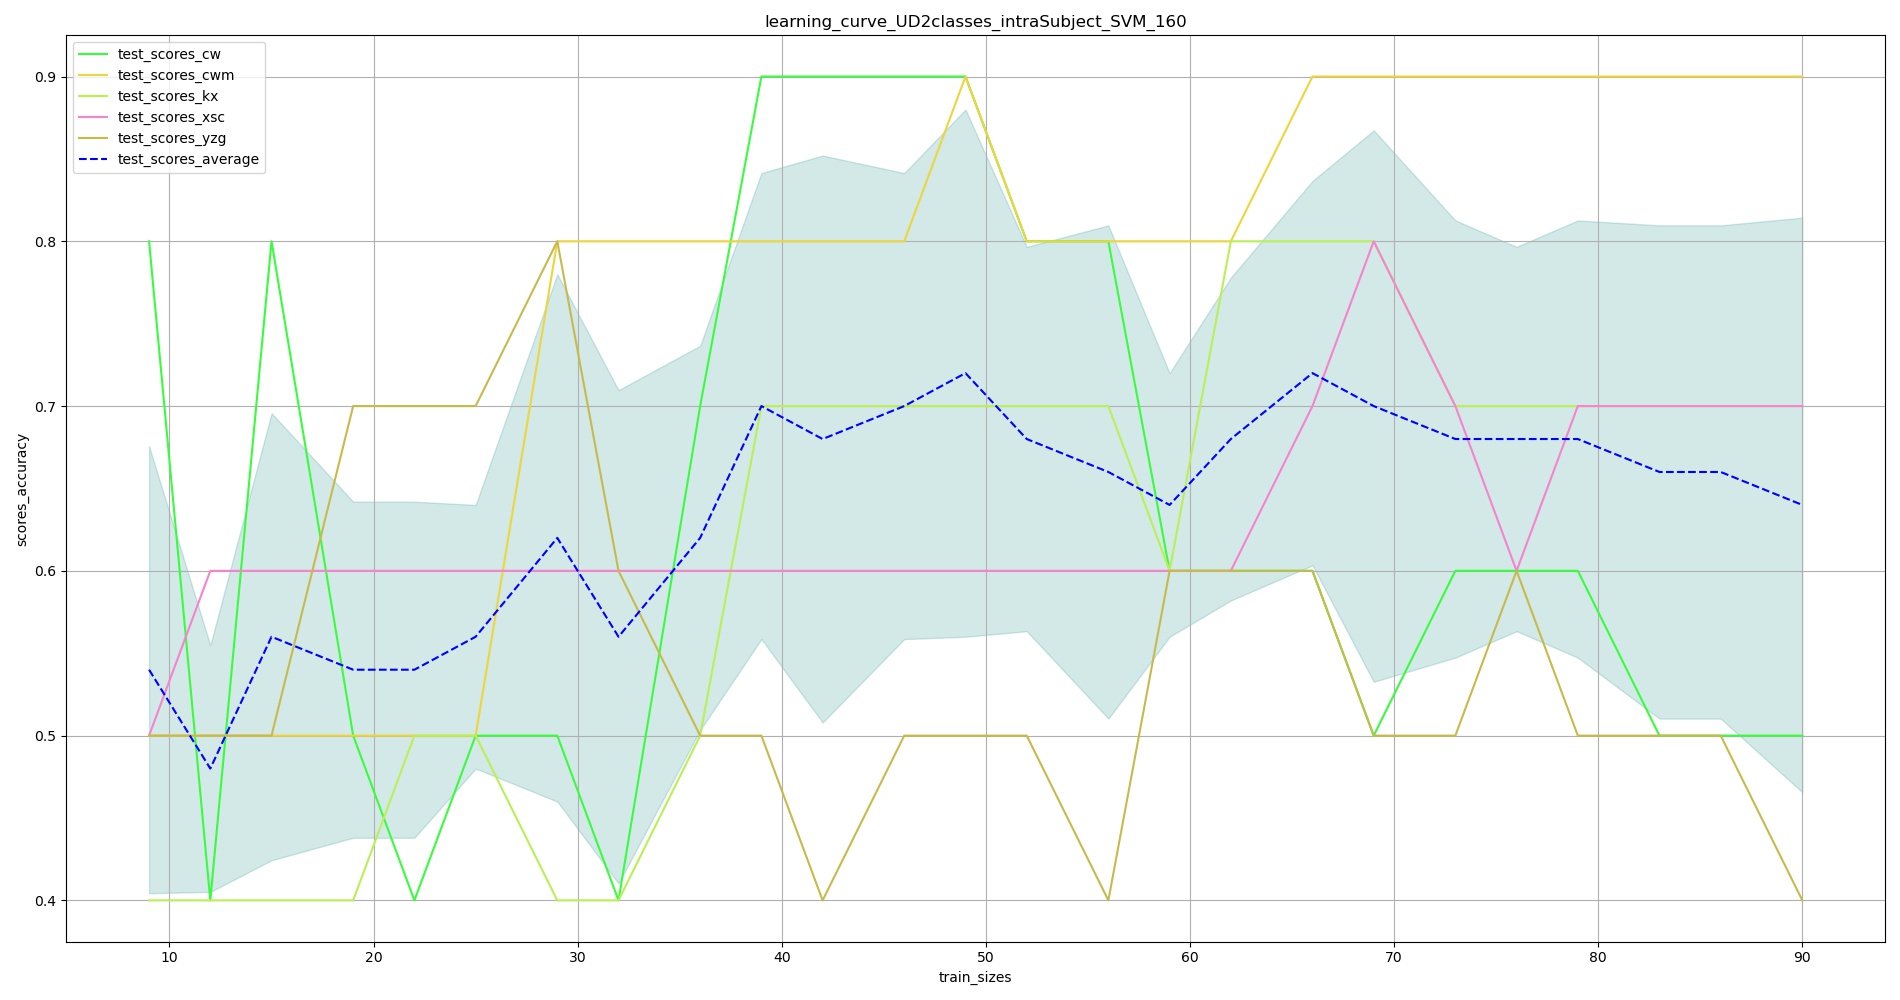 learning_curve_UD2classes_intraSubject_SVM_160
test_scores_cw
test_scores_cwm
test_scores_kx
test_scores_xsc
test_scores_yzg
test_scores_average
scores_accuracy
0.9
0.8
0.7
0.6
0.5
0.4
10 20 30 40 50 60 70 80 90
train_sizes